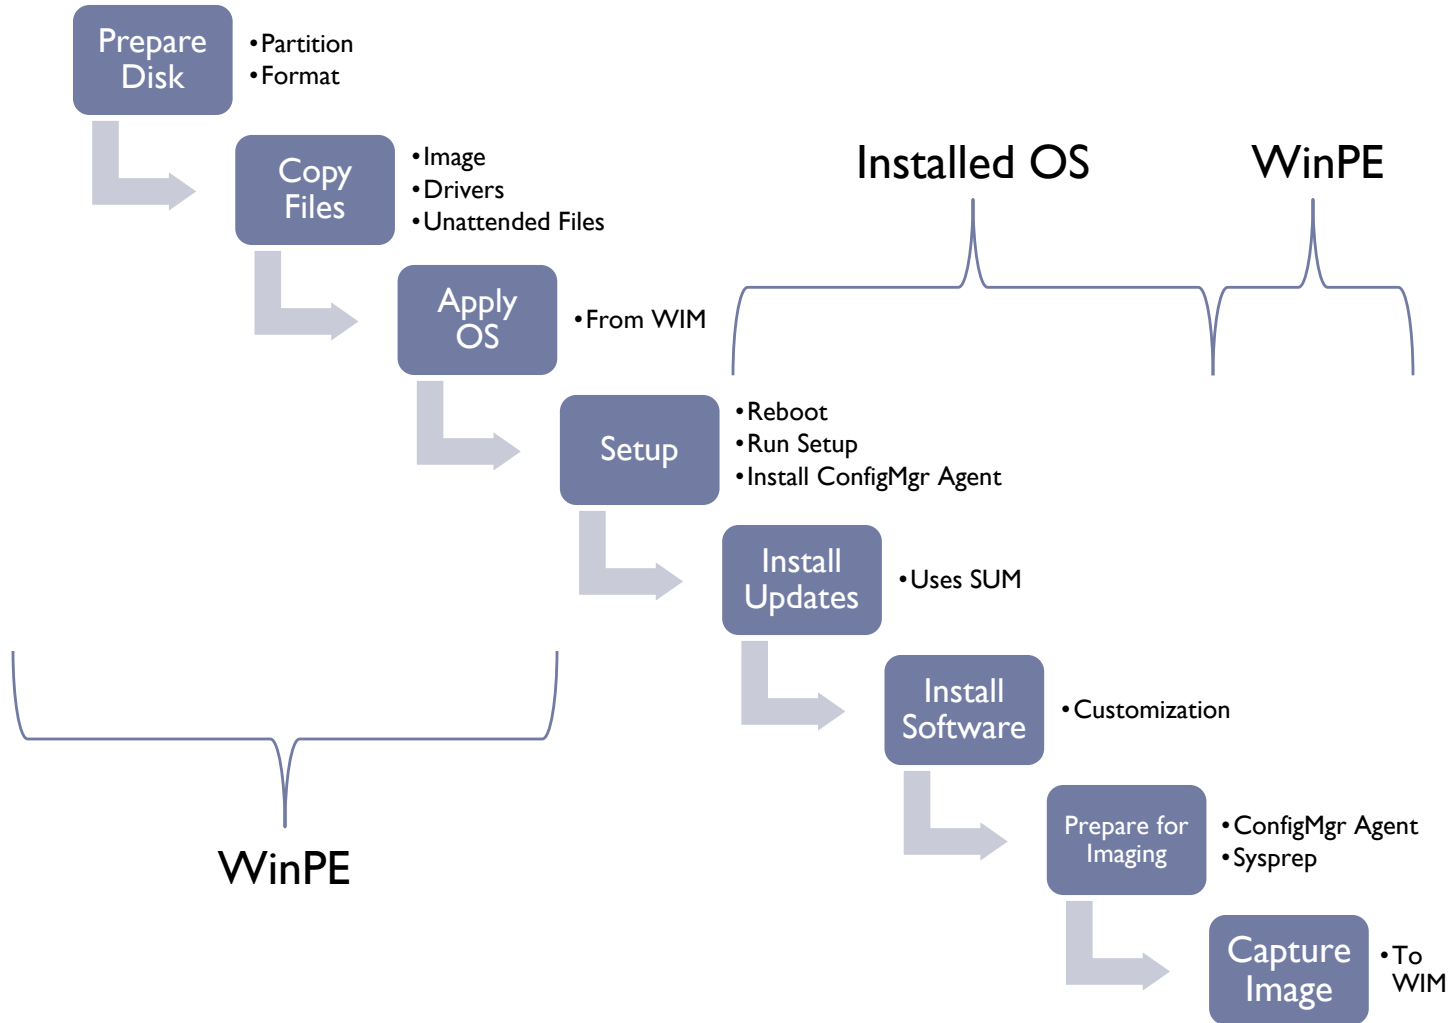 Prepare
Disk
•Partition
•Format
Copy
Files
•Image
•Drivers
•Unattended Files
Installed OS
WinPE
Apply
OS
•From WIM
Setup
•Reboot
•Run Setup
•Install ConfigMgr Agent
Install
Updates
•Uses SUM
Install
Software
•Customization
WinPE
Prepare for
Imaging
•ConfigMgr Agent
•Sysprep
Capture
Image
•To
WIM